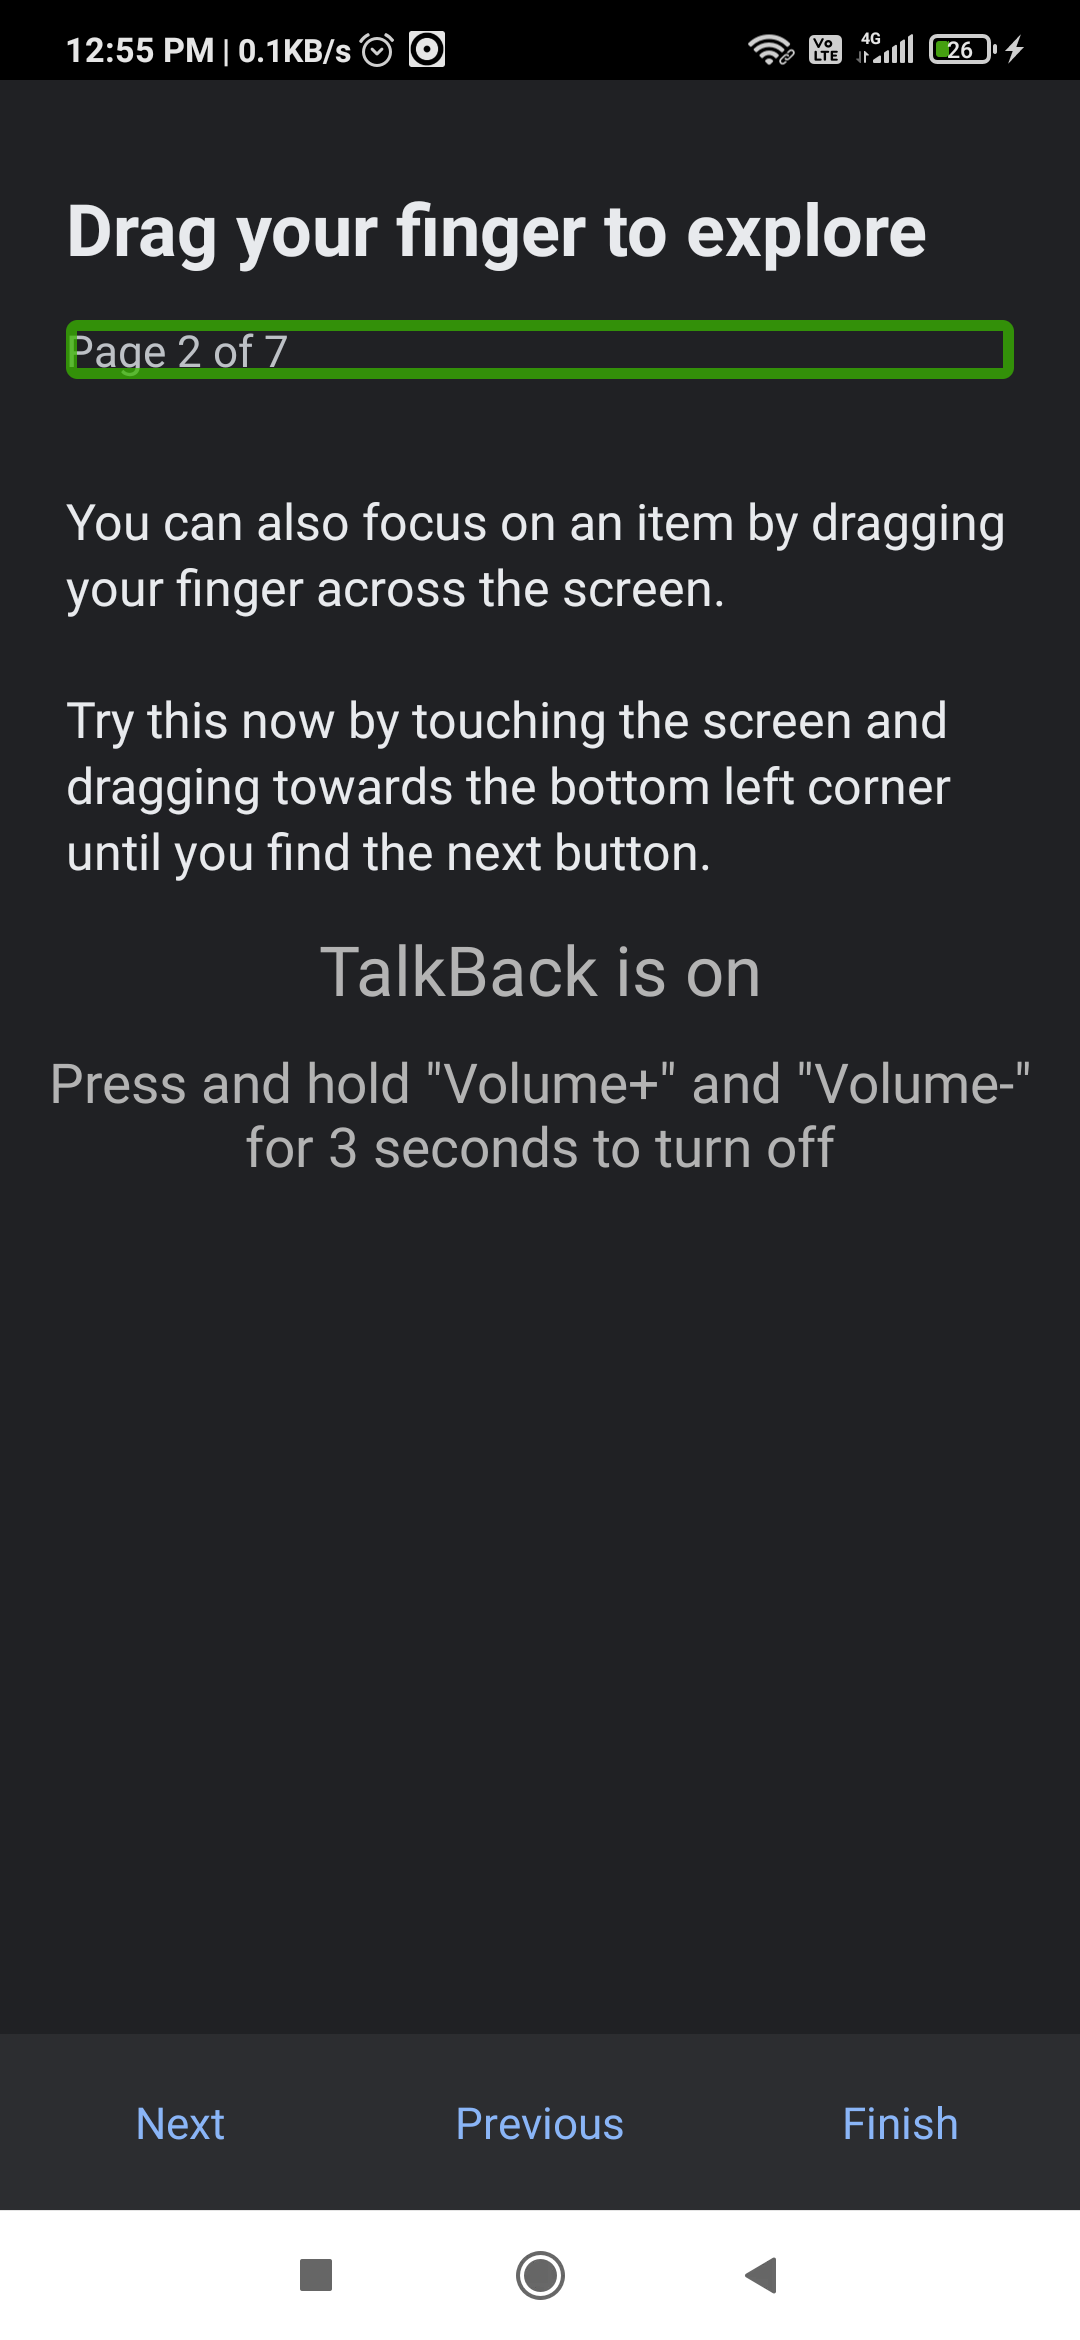 12:55 PM | 0.1KB/s Vo LTE 4G 26
Drag your finger to explore
Page 2 of 7
You can also focus on an item by dragging
your finger across the screen.
Try this now by touching the screen and
dragging towards the bottom left corner
until you find the next button.
TalkBack is on
Press and hold "Volume+" and "Volume-"
for 3 seconds to turn off
Next Previous Finish